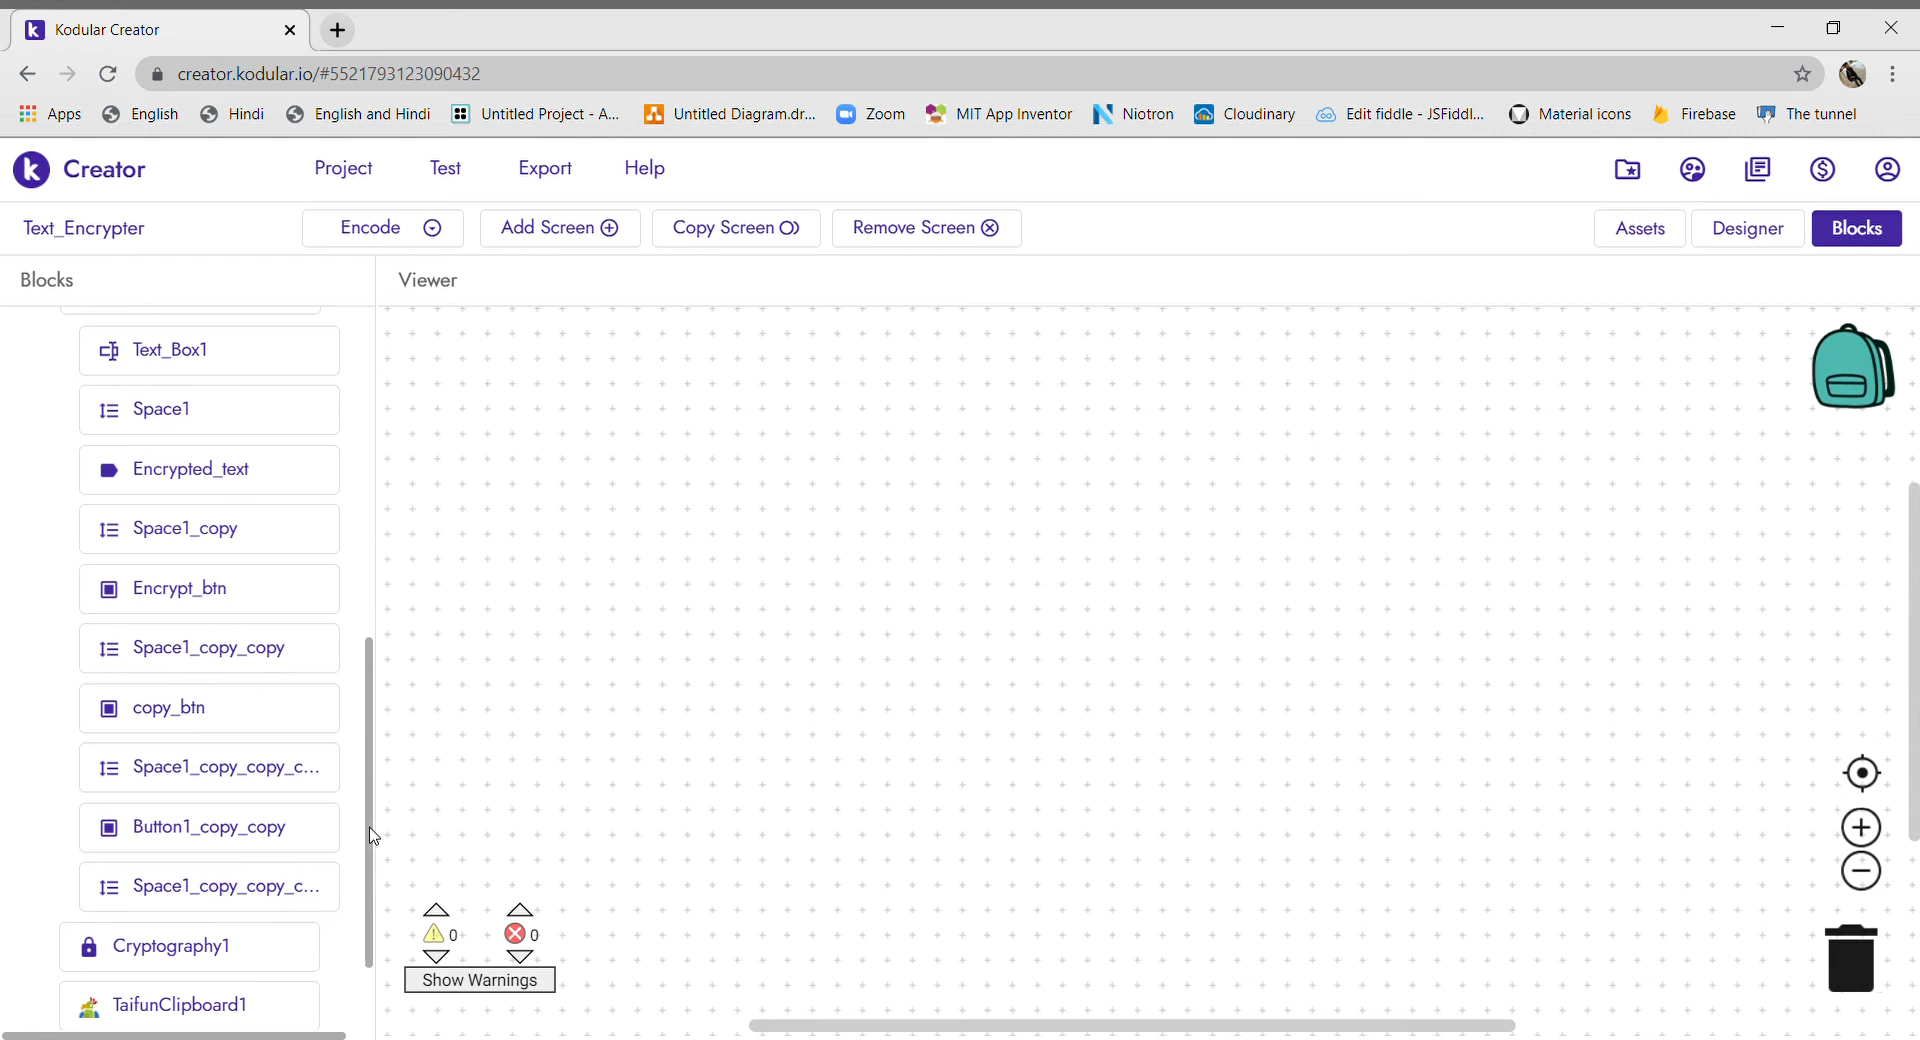 Kodular Creator
creator.kodular.io/#5521793123090432
Apps English Hindi English and Hindi Untitled Project - A... Untitled Diagram.dr... Zoom MIT App Inventor Niotron Cloudinary Edit fiddle - JSFiddl... Material icons Firebase The tunnel
k Creator Project Test Export Help
Text_Encrypter Encode Add Screen Copy Screen Remove Screen Assets Designer Blocks
Blocks Viewer
Text_Box1
Space1
Encrypted_text
Space1_copy
Encrypt_btn
Space1_copy_copy
copy_btn
Space1_copy_copy_c...
Button1_copy_copy
Space1_copy_copy_c...
Cryptography1
TaifunClipboard1
0 0
Show Warnings